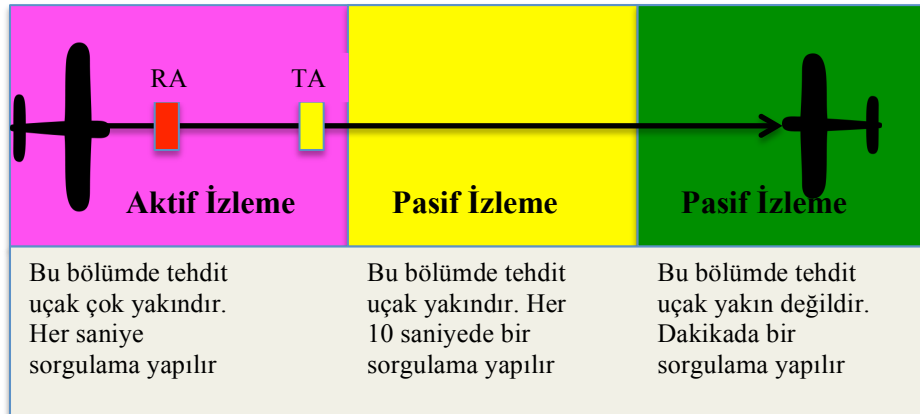 RA
TA
Aktif İzleme
Pasif İzleme
Pasif İzleme
Bu bölümde tehdit
uçak çok yakındır.
Her saniye
sorgulama yapılır
Bu bölümde tehdit
uçak yakındır. Her
10 saniyede bir
sorgulama yapılır
Bu bölümde tehdit
uçak yakın değildir.
Dakikada bir
sorgulama yapılır